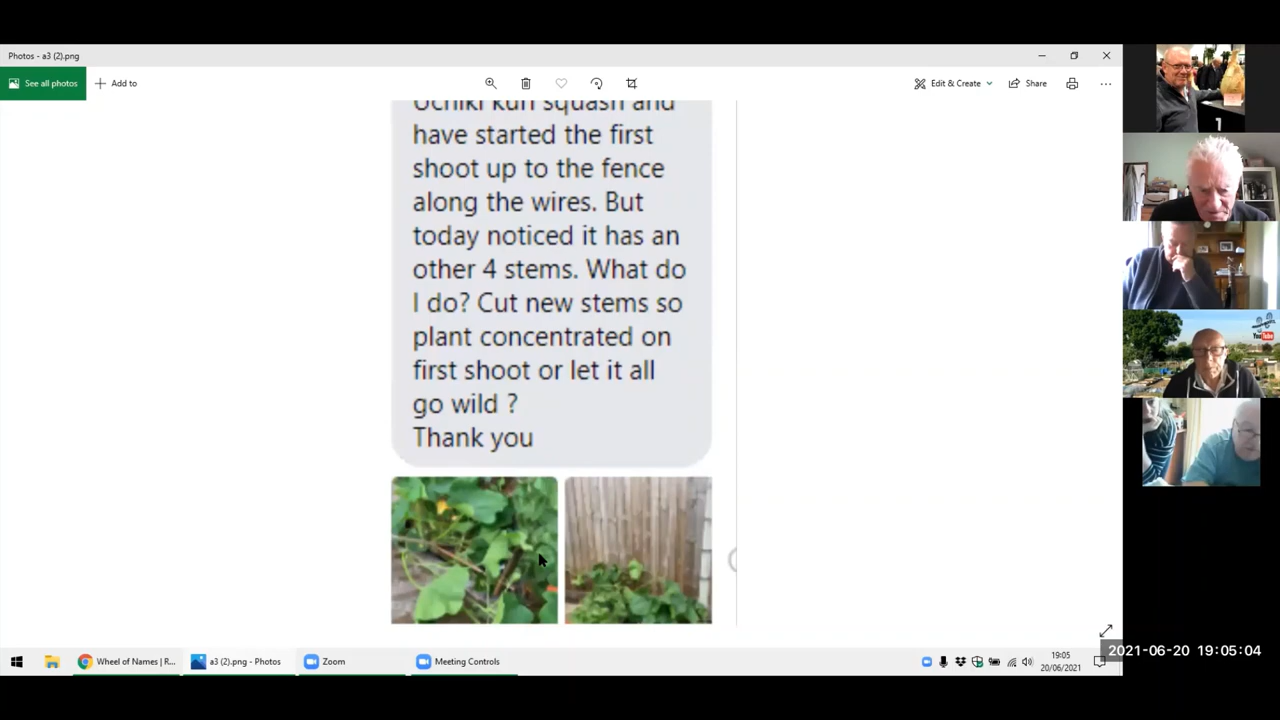 Photos - a3 (2).png
See all photos
Add to
Edit & Create
Share
Uchiki kuri squash and
have started the first
shoot up to the fence
along the wires. But
today noticed it has an
other 4 stems. What do
I do? Cut new stems so
plant concentrated on
first shoot or let it all
go wild ?
Thank you
1
You Tube
Wheel of Names | R...
a3 (2).png - Photos
Zoom
Meeting Controls
19:05
20/06/2021
2021-06-20 19:05:04